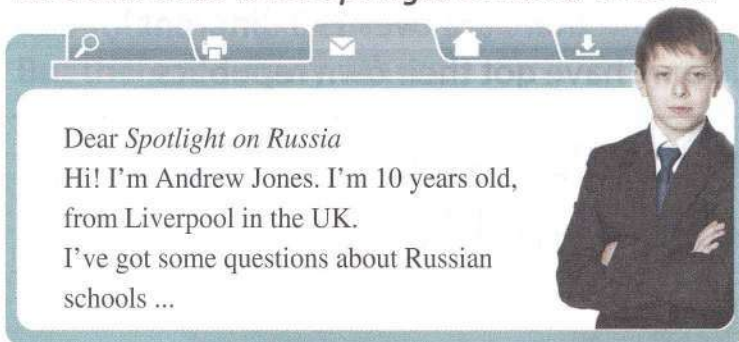 Dear Spotlight on Russia
Hi! I'm Andrew Jones. I'm 10 years old,
from Liverpool in the UK.
I've got some questions about Russian
schools ...